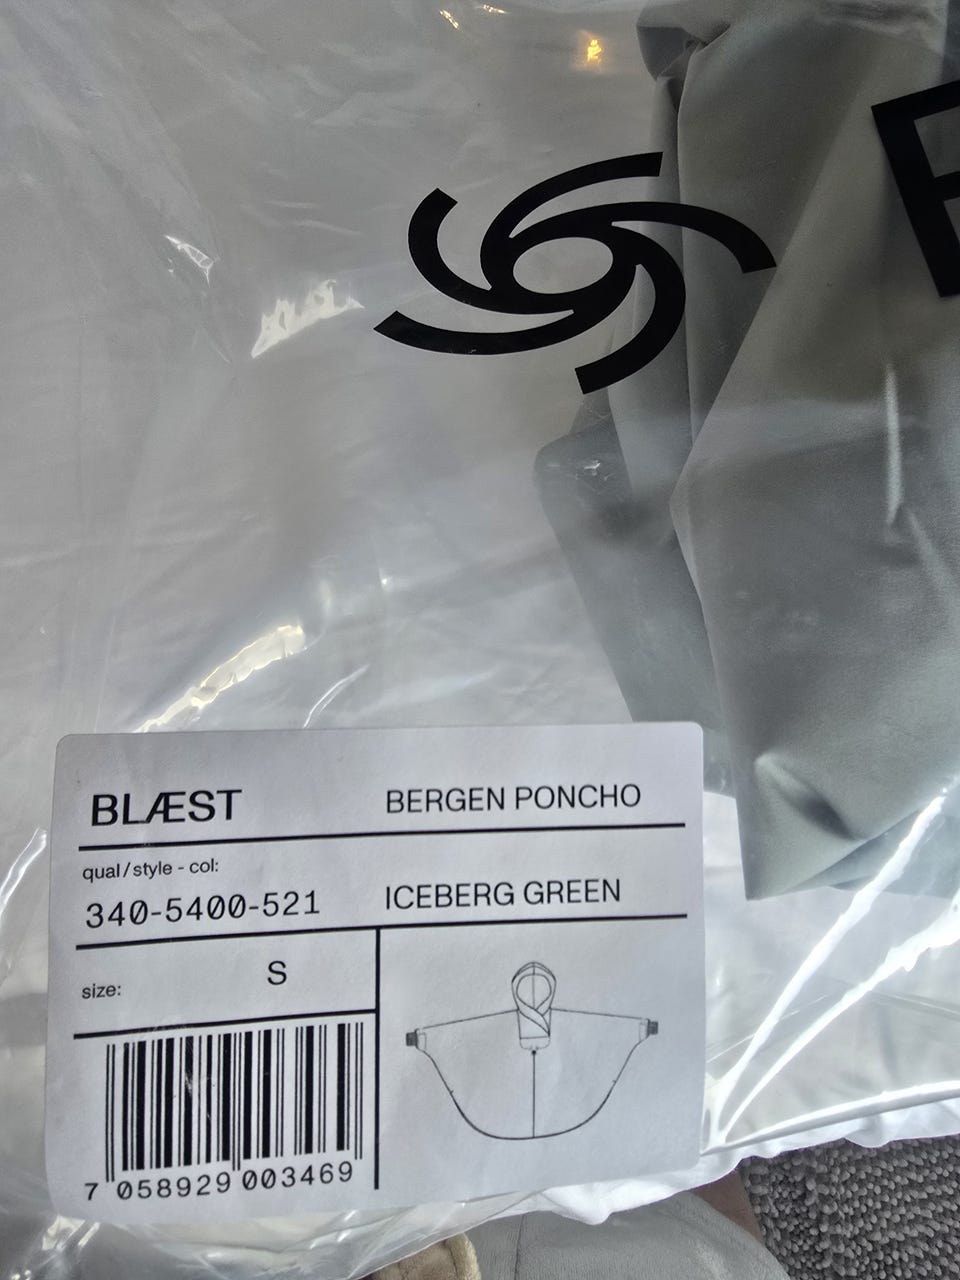 BLÆST BERGEN PONCHO
qual/style - col:
340-5400-521 ICEBERG GREEN
size: S
7 058929 003469